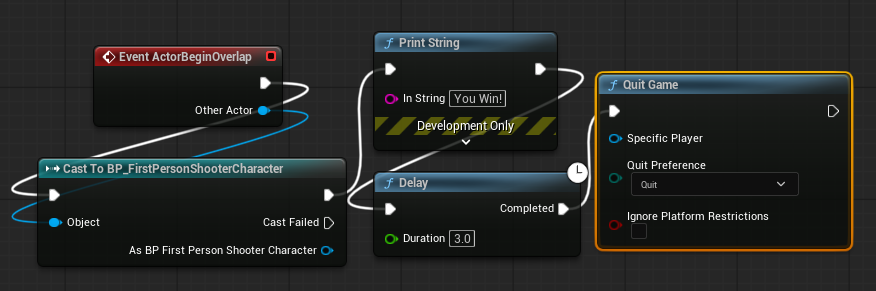 Event ActorBeginOverlap
Other Actor
Cast To BP_FirstPersonShooterCharacter
Object
Cast Failed
As BP First Person Shooter Character
Print String
In String You Win!
Development Only
Delay
Completed
Duration 3.0
Quit Game
Specific Player
Quit Preference
Quit
Ignore Platform Restrictions